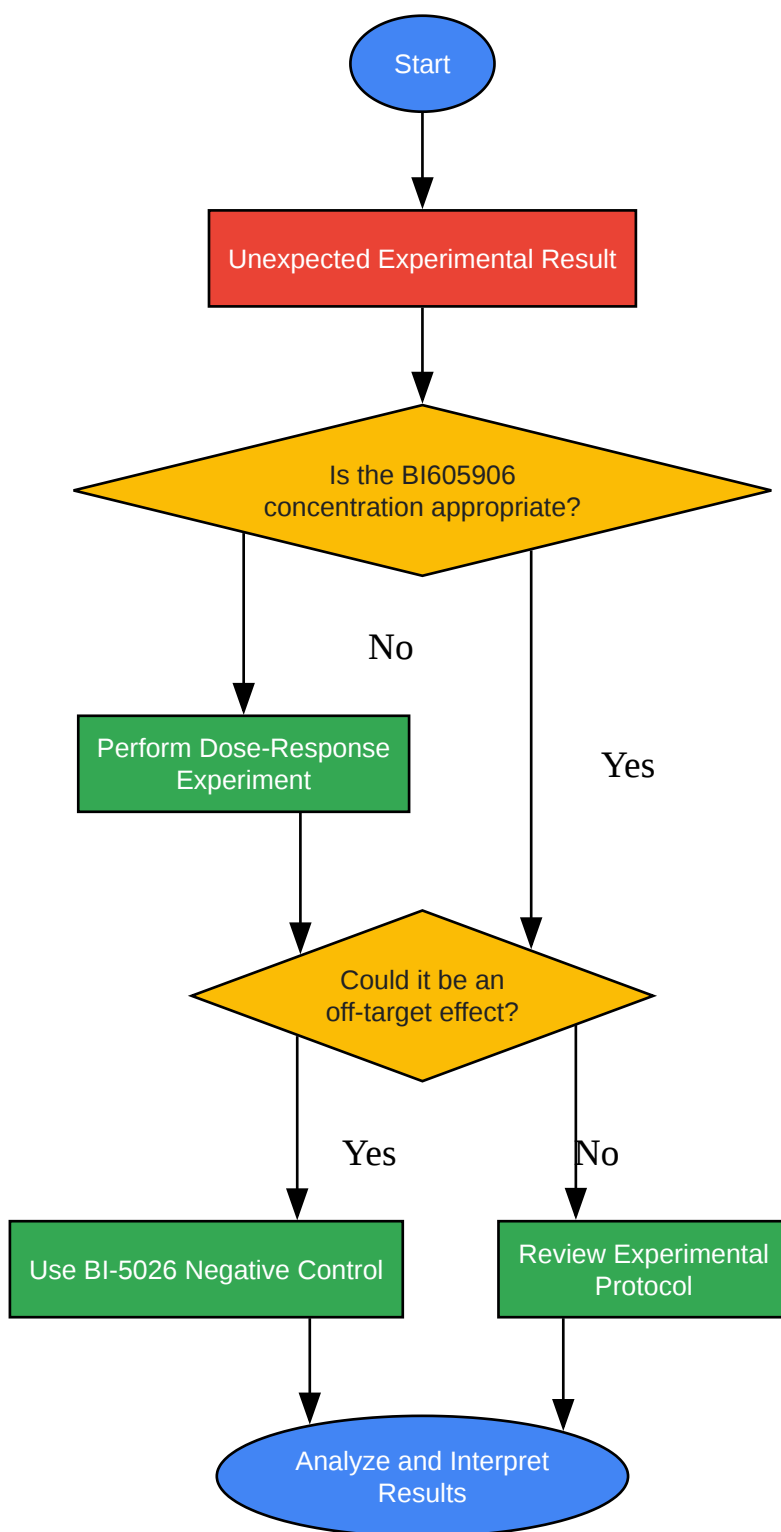 Start
Unexpected Experimental Result
Is the BI605906
concentration appropriate?
No
Perform Dose-Response
Experiment
Yes
Could it be an
off-target effect?
Yes
No
Use BI-5026 Negative Control
Review Experimental
Protocol
Analyze and Interpret
Results